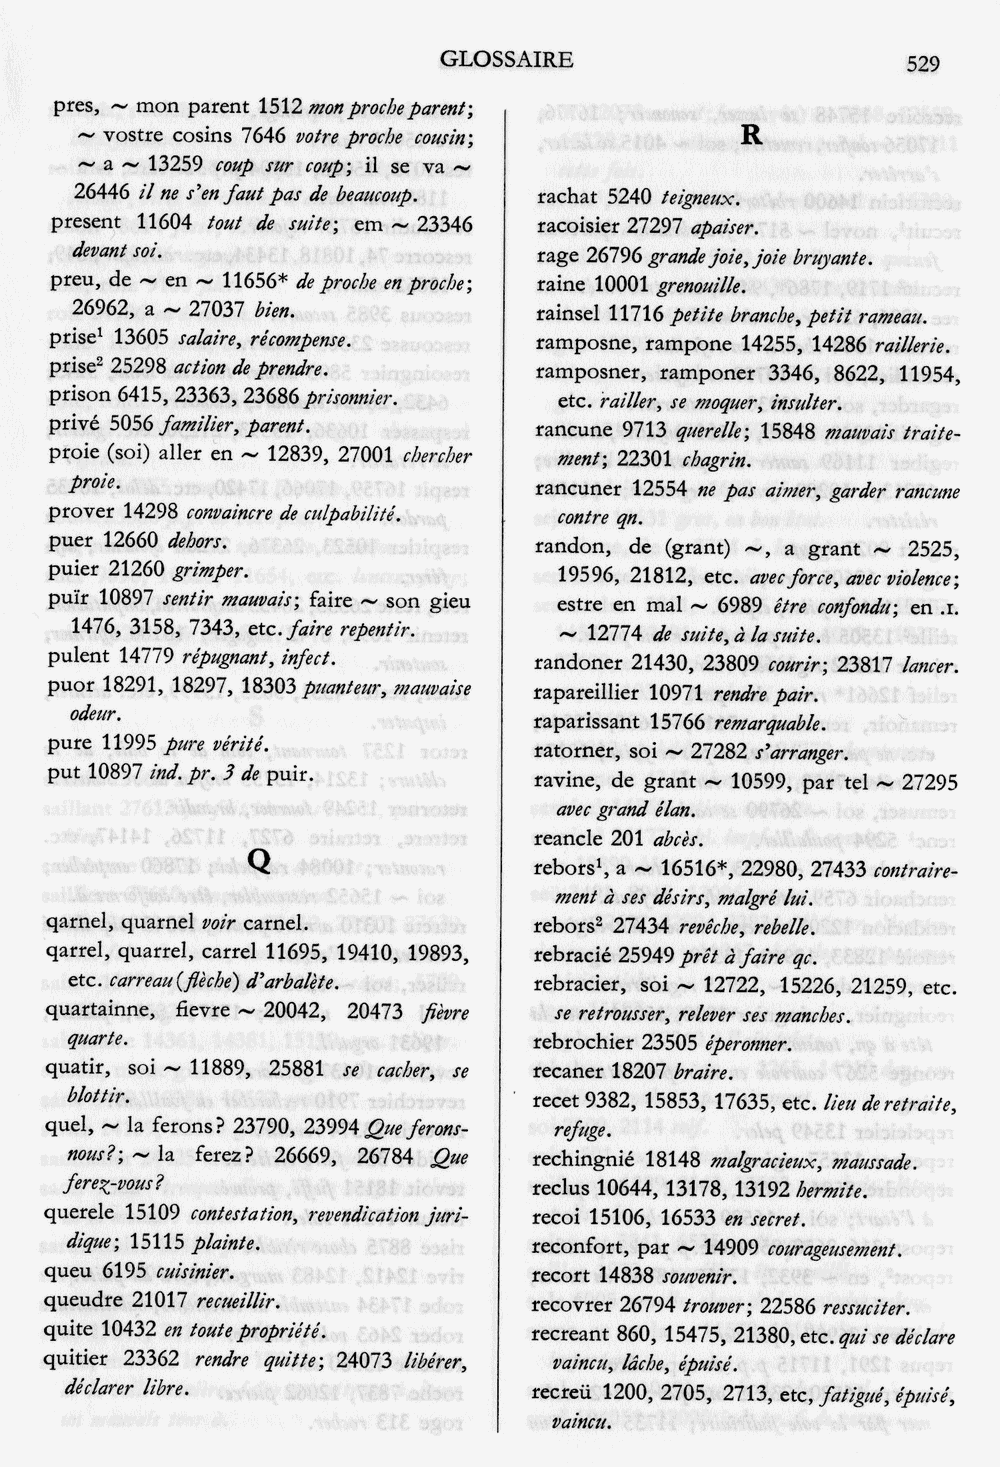 GLOSSAIRE
529
pres, ~ mon parent 1512 mon proche parent;
~ vostre cosins 7646 votre proche cousin;
~ a ~ 13259 coup sur coup; il se va ~
26446 il ne s'en faut pas de beaucoup.
present 11604 tout de suite; em ~ 23346
devant soi.
preu, de ~ en ~ 11656* de proche en proche;
26962, a ~ 27037 bien.
prise¹ 13605 salaire, récompense.
prise² 25298 action de prendre.
prison 6415, 23363, 23686 prisonnier.
privé 5056 familier, parent.
proie (soi) aller en ~ 12839, 27001 chercher
proie.
prover 14298 convaincre de culpabilité.
puer 12660 dehors.
puier 21260 grimper.
puïr 10897 sentir mauvais; faire ~ son gieu
1476, 3158, 7343, etc. faire repentir.
pulent 14779 répugnant, infect.
puor 18291, 18297, 18303 puanteur, mauvaise
odeur.
pure 11995 pure vérité.
put 10897 ind. pr. 3 de puir.
Q
qarnel, quarnel voir carnel.
qarrel, quarrel, carrel 11695, 19410, 19893,
etc. carreau (flèche) d'arbalète.
quartainne, fievre ~ 20042, 20473 fièvre
quarte.
quatir, soi ~ 11889, 25881 se cacher, se
blottir.
quel, ~ la ferons? 23790, 23994 Que ferons-
nous?; ~ la ferez? 26669, 26784 Que
ferez-vous?
querele 15109 contestation, revendication juri-
dique; 15115 plainte.
queu 6195 cuisinier.
queudre 21017 recueillir.
quite 10432 en toute propriété.
quitier 23362 rendre quitte; 24073 libérer,
déclarer libre.
R
rachat 5240 teigneux.
racoisier 27297 apaiser.
rage 26796 grande joie, joie bruyante.
raine 10001 grenouille.
rainsel 11716 petite branche, petit rameau.
ramposne, rampone 14255, 14286 raillerie.
ramposner, ramponer 3346, 8622, 11954,
etc. railler, se moquer, insulter.
rancune 9713 querelle; 15848 mauvais traite-
ment; 22301 chagrin.
rancuner 12554 ne pas aimer, garder rancune
contre qn.
randon, de (grant) ~, a grant ~ 2525,
19596, 21812, etc. avec force, avec violence;
estre en mal ~ 6989 être confondu; en .I.
~ 12774 de suite, à la suite.
randoner 21430, 23809 courir; 23817 lancer.
rapareillier 10971 rendre pair.
raparissant 15766 remarquable.
ratorner, soi ~ 27282 s'arranger.
ravine, de grant ~ 10599, par tel ~ 27295
avec grand élan.
reancle 201 abcès.
rebors¹, a ~ 16516*, 22980, 27433 contraire-
ment à ses désirs, malgré lui.
rebors² 27434 revêche, rebelle.
rebracié 25949 prêt à faire qc.
rebracier, soi ~ 12722, 15226, 21259, etc.
se retrousser, relever ses manches.
rebrochier 23505 éperonner.
recaner 18207 braire.
recet 9382, 15853, 17635, etc. lieu de retraite,
refuge.
rechingnié 18148 malgracieux, maussade.
reclus 10644, 13178, 13192 hermite.
recoi 15106, 16533 en secret.
reconfort, par ~ 14909 courageusement.
recort 14838 souvenir.
recovrer 26794 trouver; 22586 ressuciter.
recreant 860, 15475, 21380, etc. qui se déclare
vaincu, lâche, épuisé.
recreü 1200, 2705, 2713, etc, fatigué, épuisé,
vaincu.